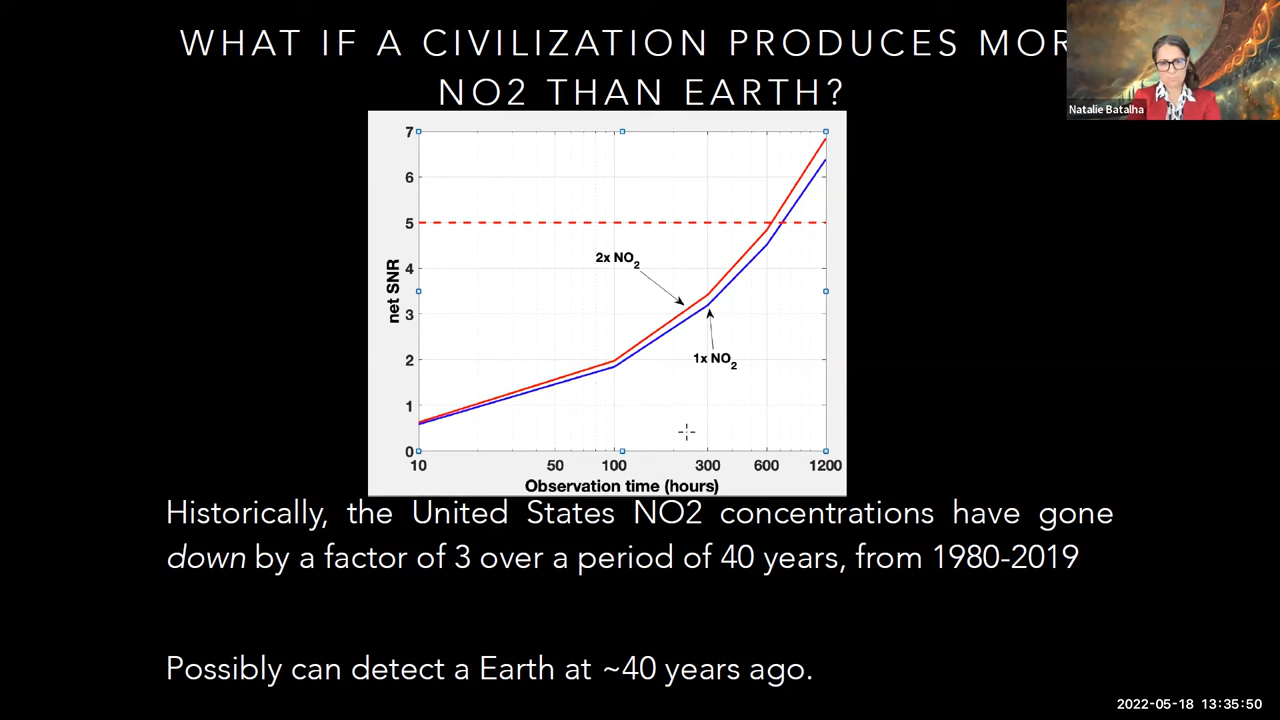 WHAT IF A CIVILIZATION PRODUCES MOR
NO2 THAN EARTH?
Natalie Batalha
7
6
5
4
3
2
1
0
net SNR
2x NO2
1x NO2
10 50 100 300 600 1200
Observation time (hours)
Historically, the United States NO2 concentrations have gone
down by a factor of 3 over a period of 40 years, from 1980-2019
Possibly can detect a Earth at ~40 years ago.
2022-05-18 13:35:50